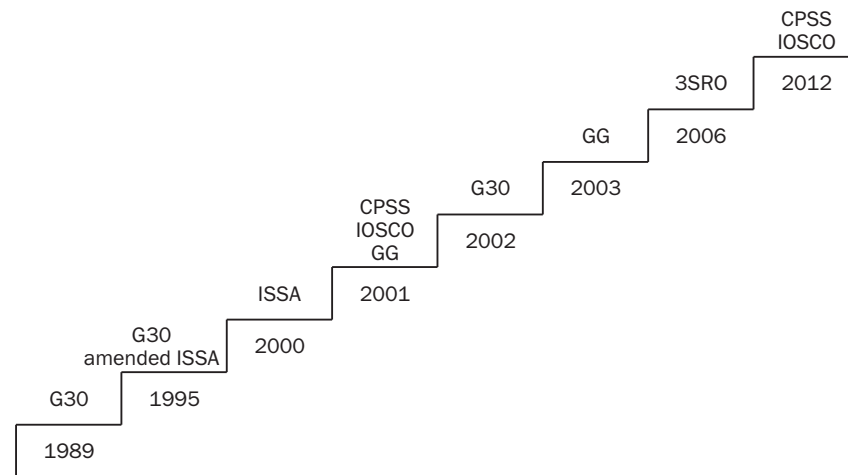 CPSS
IOSCO
2012
3SRO
2006
GG
2003
G30
2002
CPSS
IOSCO
GG
2001
ISSA
2000
G30
amended ISSA
1995
G30
1989